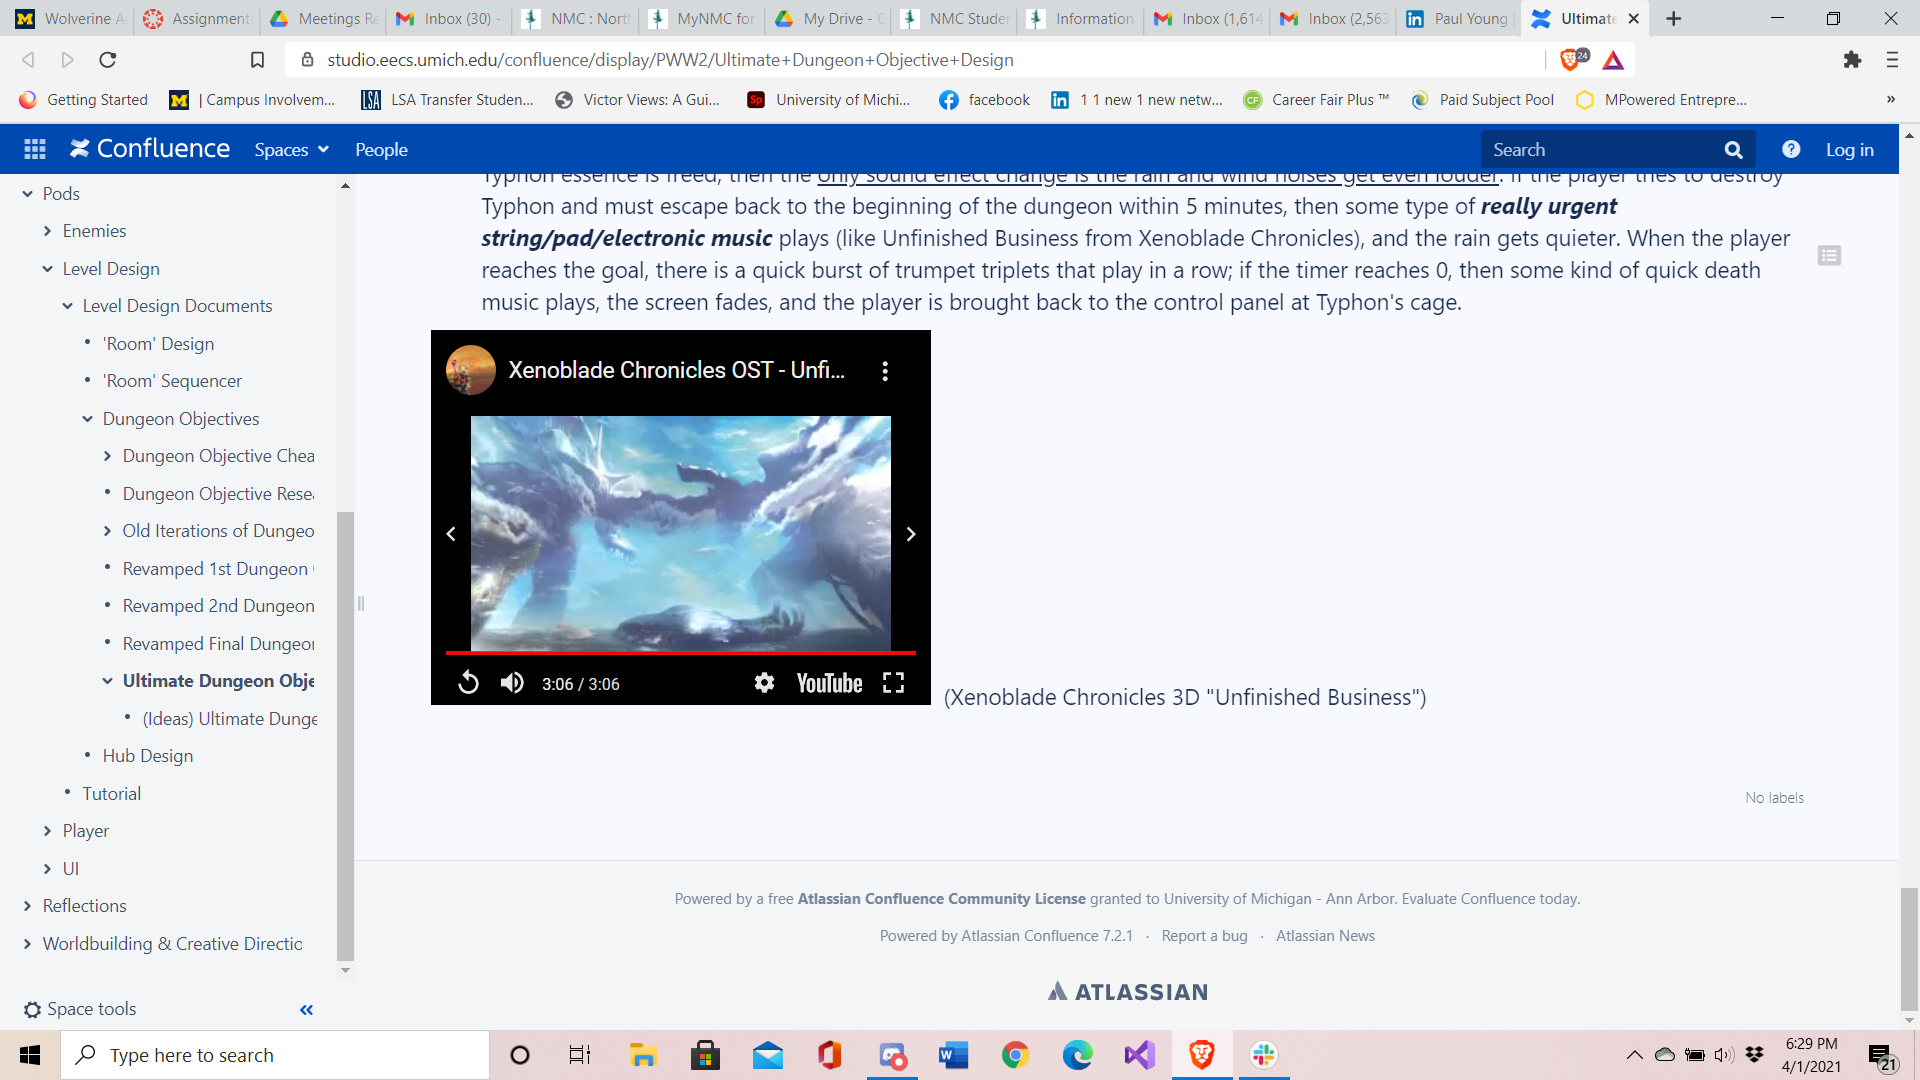 Wolverine A
Assignment
Meetings Re
Inbox (30) -
NMC : Nort
MyNMC for
My Drive - G
NMC Studen
Information
Inbox (1,614
Inbox (2,563
Paul Young
Ultimate
studio.eecs.umich.edu/confluence/display/PWW2/Ultimate+Dungeon+Objective+Design
24
Getting Started
| Campus Involvem...
LSA Transfer Studen...
Victor Views: A Gui...
University of Michi...
facebook
1 1 new 1 new netw...
Career Fair Plus ™
Paid Subject Pool
MPowered Entrepre...
»
Confluence
Spaces
People
Search
Log in
Pods
Enemies
Level Design
Level Design Documents
'Room' Design
'Room' Sequencer
Dungeon Objectives
Dungeon Objective Chea
Dungeon Objective Rese
Old Iterations of Dungeo
Revamped 1st Dungeon
Revamped 2nd Dungeon
Revamped Final Dungeon
Ultimate Dungeon Obje
(Ideas) Ultimate Dunge
Hub Design
Tutorial
Player
UI
Reflections
Worldbuilding & Creative Directio
Space tools
«
Typhon essence is freed, then the only sound effect change is the rain and wind noises get even louder. If the player tries to destroy
Typhon and must escape back to the beginning of the dungeon within 5 minutes, then some type of really urgent
string/pad/electronic music plays (like Unfinished Business from Xenoblade Chronicles), and the rain gets quieter. When the player
reaches the goal, there is a quick burst of trumpet triplets that play in a row; if the timer reaches 0, then some kind of quick death
music plays, the screen fades, and the player is brought back to the control panel at Typhon's cage.
Xenoblade Chronicles OST - Unfi...
3:06 / 3:06
YouTube
(Xenoblade Chronicles 3D "Unfinished Business")
No labels
Powered by a free Atlassian Confluence Community License granted to University of Michigan - Ann Arbor. Evaluate Confluence today.
Powered by Atlassian Confluence 7.2.1 · Report a bug · Atlassian News
ATLASSIAN
Type here to search
6:29 PM
4/1/2021
21